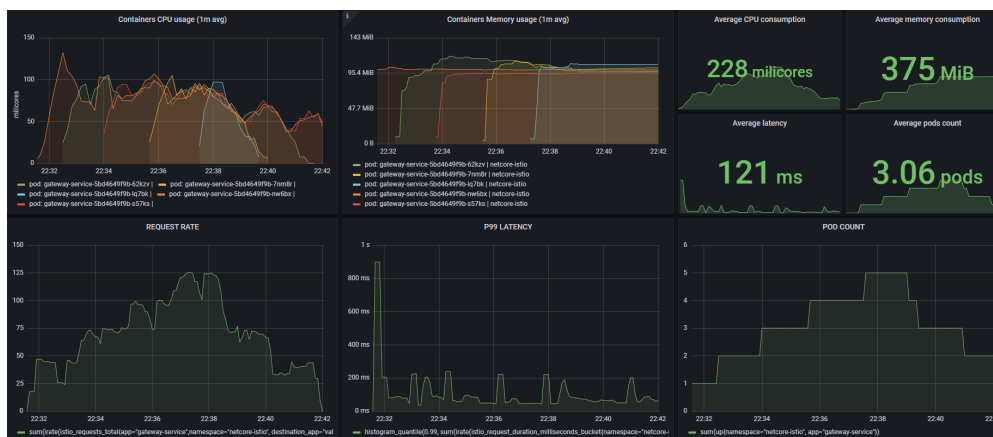 Containers CPU usage (1m avg)
milicores
150
100
50
0
22:32 22:34 22:36 22:38 22:40 22:42
pod: gateway-service-5bd4649f9b-62kzv | pod: gateway-service-5bd4649f9b-7nm8r |
pod: gateway-service-5bd4649f9b-lq7bk | pod: gateway-service-5bd4649f9b-nw6bx |
pod: gateway-service-5bd4649f9b-s57ks |
i
Containers Memory usage (1m avg)
143 MiB
95.4 MiB
47.7 MiB
0 B
22:32 22:34 22:36 22:38 22:40 22:42
pod: gateway-service-5bd4649f9b-62kzv | netcore-istio
pod: gateway-service-5bd4649f9b-7nm8r | netcore-istio
pod: gateway-service-5bd4649f9b-lq7bk | netcore-istio
pod: gateway-service-5bd4649f9b-nw6bx | netcore-istio
pod: gateway-service-5bd4649f9b-s57ks | netcore-istio
Average CPU consumption
228 milicores
Average memory consumption
375 MiB
Average latency
121 ms
Average pods count
3.06 pods
REQUEST RATE
150
125
100
75
50
25
0
22:32 22:34 22:36 22:38 22:40 22:42
sum(irate(istio_requests_total{app="gateway-service",namespace="netcore-istio", destination_app="val
P99 LATENCY
1 s
800 ms
600 ms
400 ms
200 ms
0 ms
22:32 22:34 22:36 22:38 22:40 22:42
histogram_quantile(0.99, sum(irate(istio_request_duration_milliseconds_bucket{namespace="netcore-i
POD COUNT
6
5
4
3
2
1
0
22:32 22:34 22:36 22:38 22:40 22:42
sum(up{namespace="netcore-istio", app="gateway-service"})